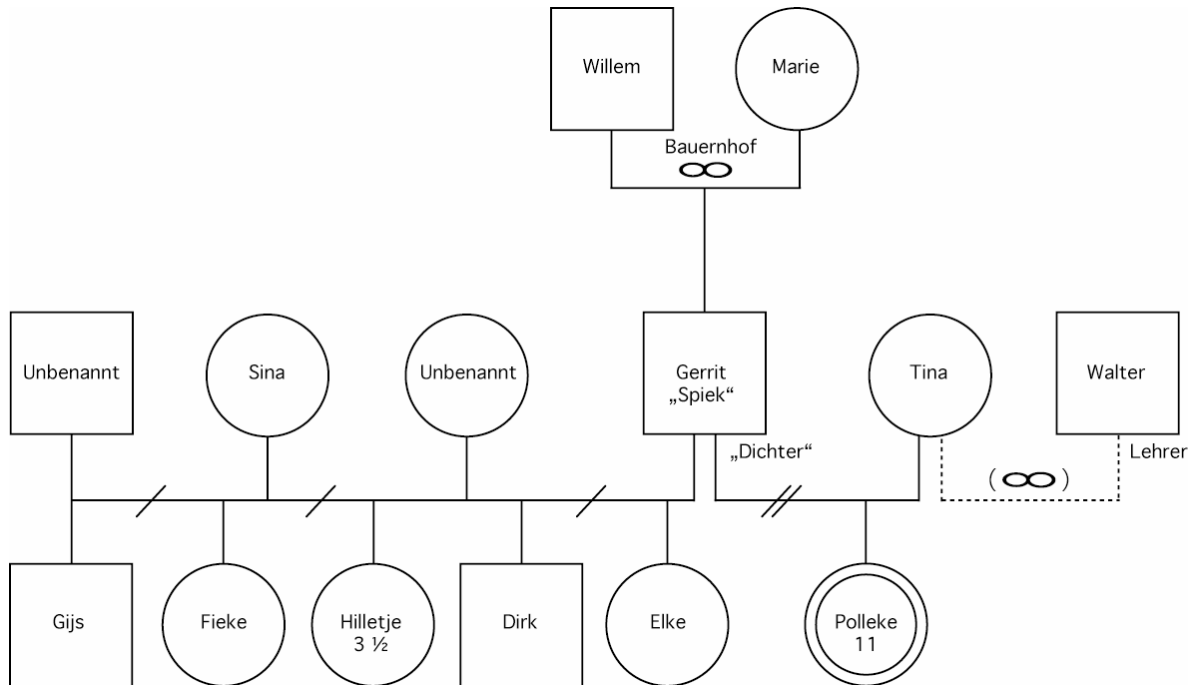 Willem
Marie
Bauernhof
Unbenannt
Sina
Unbenannt
Gerrit
„Spiek“
Tina
Walter
„Dichter“
Lehrer
( )
Gijs
Fieke
Hilletje
3 ½
Dirk
Elke
Polleke
11